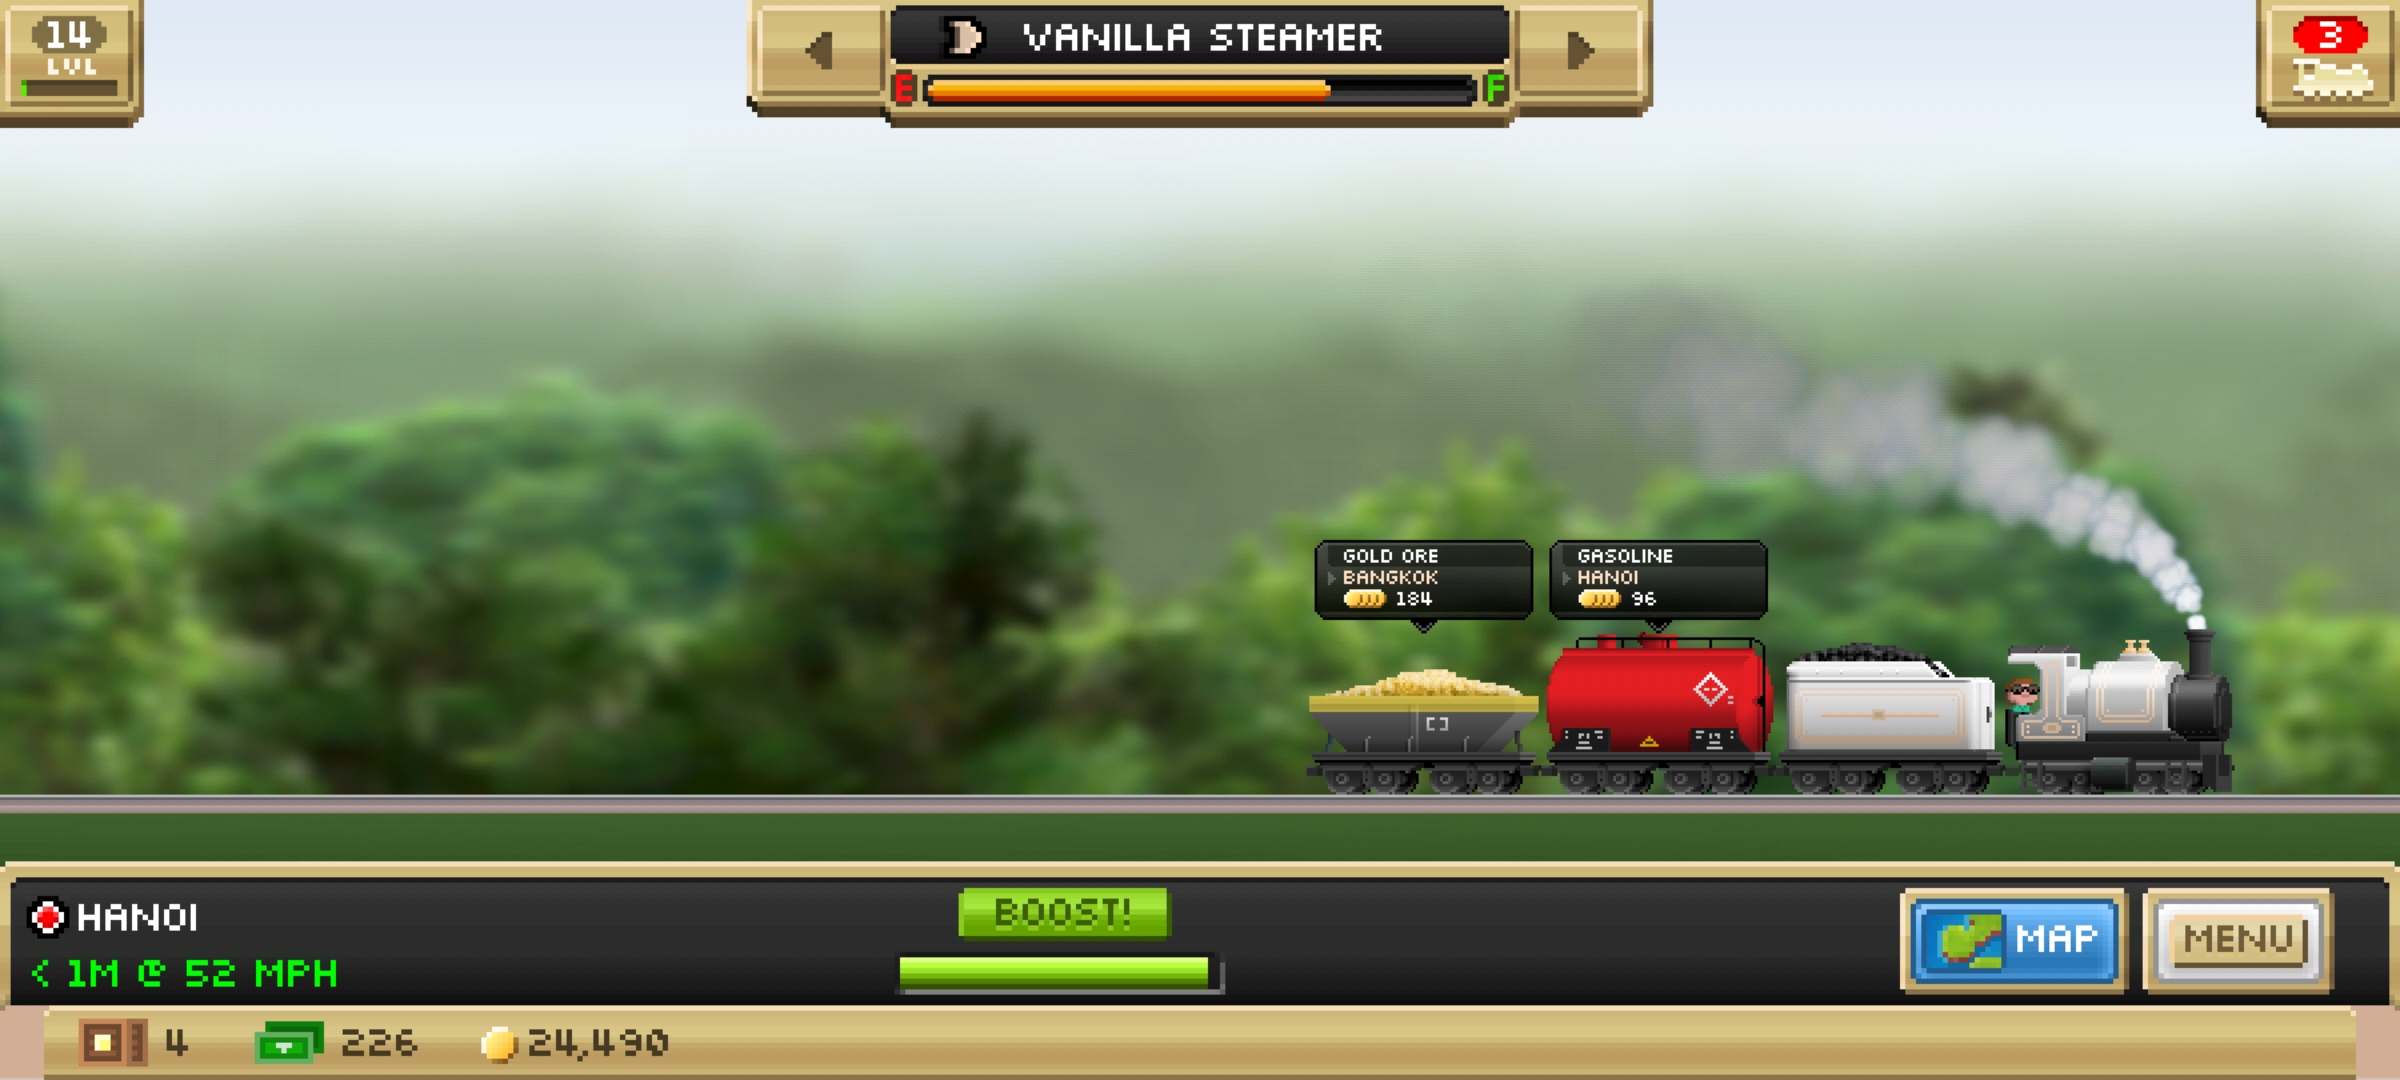 14
LVL
VANILLA STEAMER
E
F
3
GOLD ORE
BANGKOK
184
GASOLINE
HANOI
96
HANOI
< 1M @ 52 MPH
BOOST!
MAP
MENU
4
226
24,490